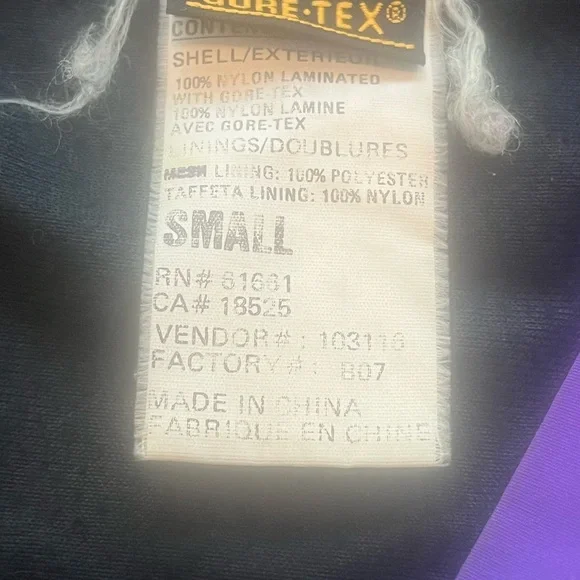 GORE-TEX®
SHELL/EXTERIEUR
100% NYLON LAMINATED
WITH GORE-TEX
100% NYLON LAMINE
AVEC GORE-TEX
LININGS/DOUBLURES
MESH LINING: 100% POLYESTER
TAFFETA LINING: 100% NYLON
SMALL
RN# 61661
CA# 18525
VENDOR#: 103116
FACTORY#: B07
MADE IN CHINA
FABRIQUE EN CHINE